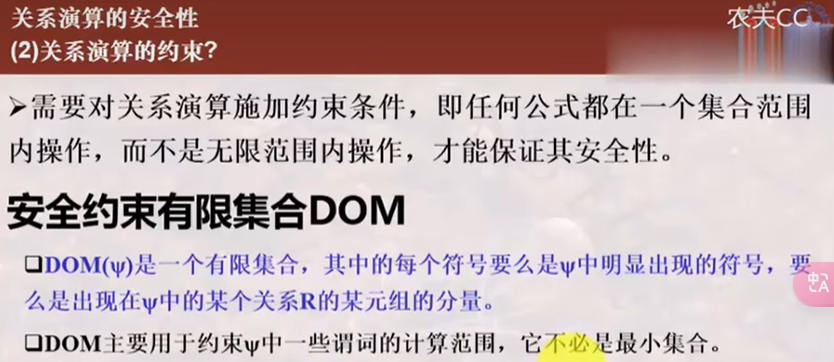 关系演算的安全性
农夫CC
(2)关系演算的约束?
➢需要对关系演算施加约束条件，即任何公式都在一个集合范围
内操作，而不是无限范围内操作，才能保证其安全性。
安全约束有限集合DOM
❑DOM(ψ)是一个有限集合，其中的每个符号要么是ψ中明显出现的符号，要
么是出现在ψ中的某个关系R的某元组的分量。
中A
❑DOM主要用于约束ψ中一些谓词的计算范围，它不必是最小集合。